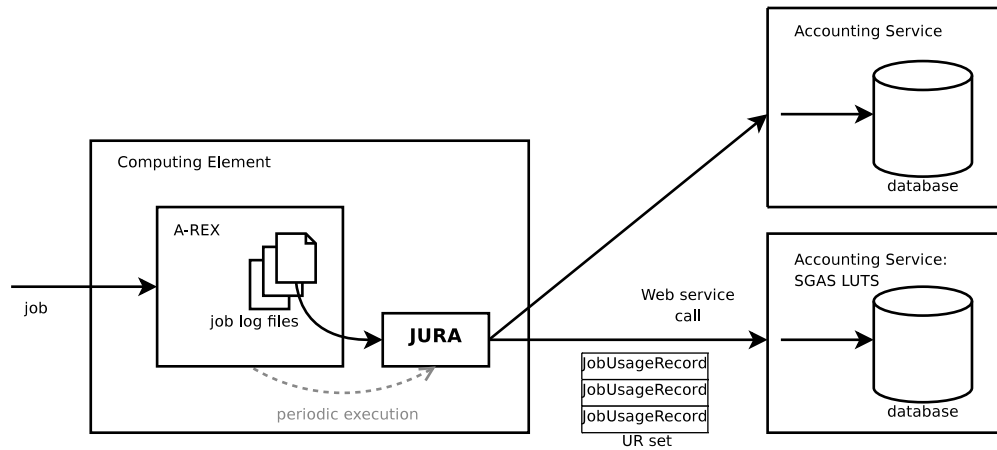 Accounting Service
database
Computing Element
A-REX
job log files
job
JURA
periodic execution
Web service
call
JobUsageRecord
JobUsageRecord
JobUsageRecord
UR set
Accounting Service:
SGAS LUTS
database